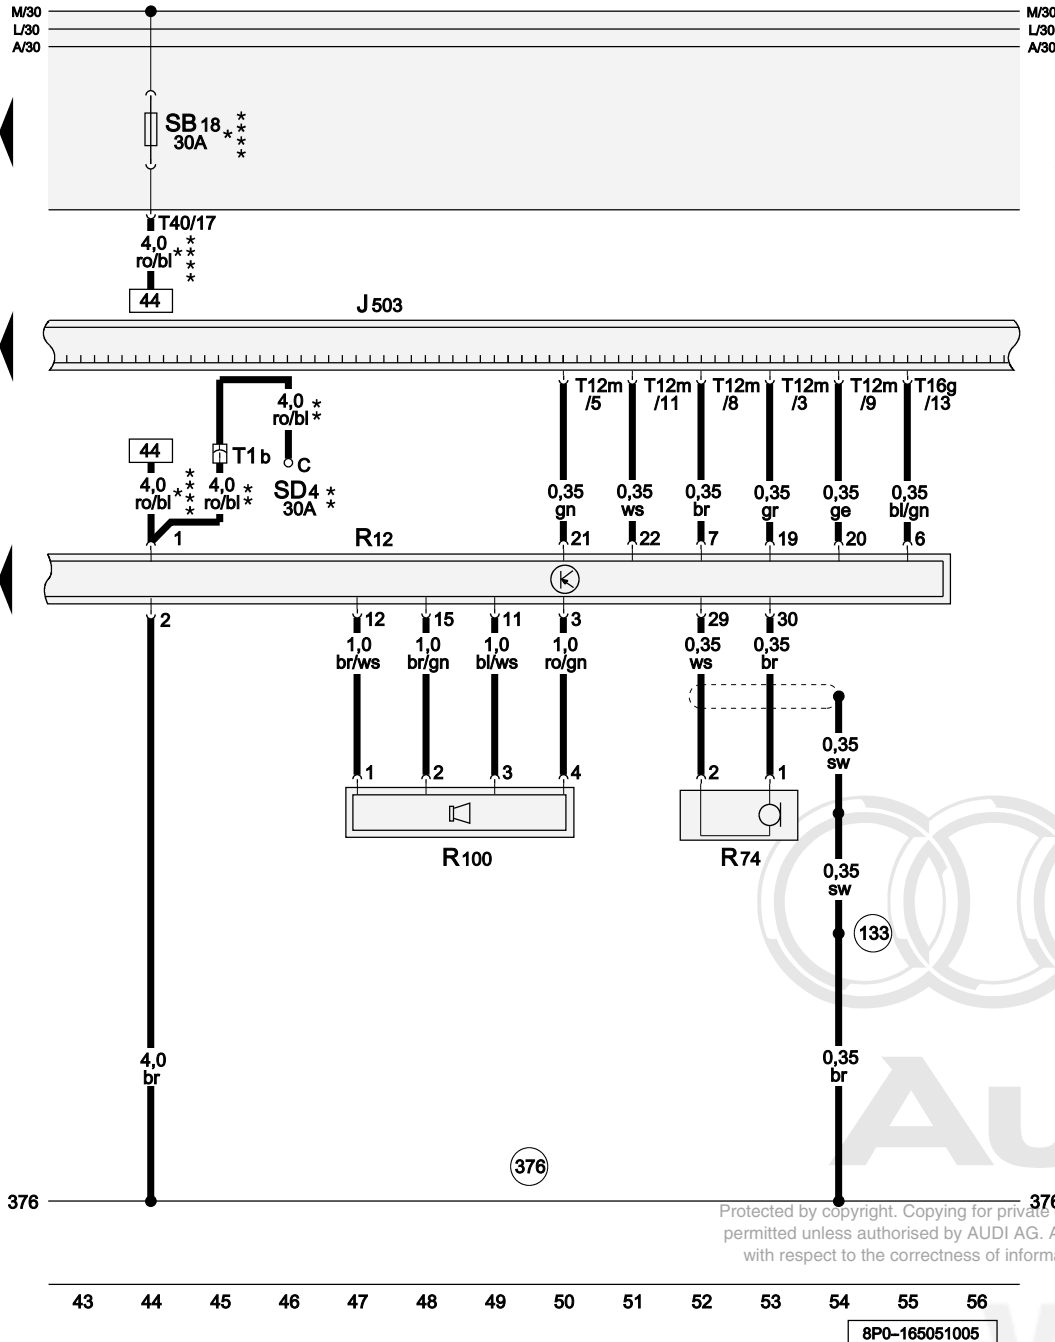 M/30 M/30
L/30 L/30
A/30 A/30
SB 18 * * * * *
30A
T40/17
4,0
ro/bl * * * * *
44
J 503
T12m /5
T12m /11
T12m /8
T12m /3
T12m /9
T16g /13
4,0
ro/bl * *
44
T1b
C
4,0
ro/bl * * * *
4,0
ro/bl * *
SD4 * *
30A
0,35 gn
0,35 ws
0,35 br
0,35 gr
0,35 ge
0,35 bl/gn
1 R12 21 22 7 19 20 6
2 12 15 11 3 29 30
1,0 br/ws
1,0 br/gn
1,0 bl/ws
1,0 ro/gn
0,35 ws
0,35 br
0,35
sw
1 2 3 4 2 1
R100 R74
0,35
sw
133
4,0
br
0,35
br
Au
376
376 376
Protected by copyright. Copying for private
permitted unless authorised by AUDI AG. A
with respect to the correctness of informa
43 44 45 46 47 48 49 50 51 52 53 54 55 56
8P0-165051005